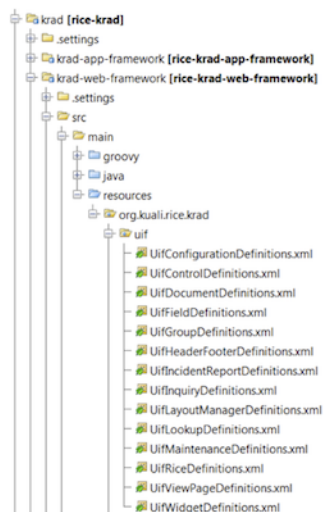 krad [rice-krad]
.settings
krad-app-framework [rice-krad-app-framework]
krad-web-framework [rice-krad-web-framework]
.settings
src
main
groovy
java
resources
org.kuali.rice.krad
uif
UifConfigurationDefinitions.xml
UifControlDefinitions.xml
UifDocumentDefinitions.xml
UifFieldDefinitions.xml
UifGroupDefinitions.xml
UifHeaderFooterDefinitions.xml
UifIncidentReportDefinitions.xml
UifInquiryDefinitions.xml
UifLayoutManagerDefinitions.xml
UifLookupDefinitions.xml
UifMaintenanceDefinitions.xml
UifRiceDefinitions.xml
UifViewPageDefinitions.xml
UifWidgetDefinitions.xml